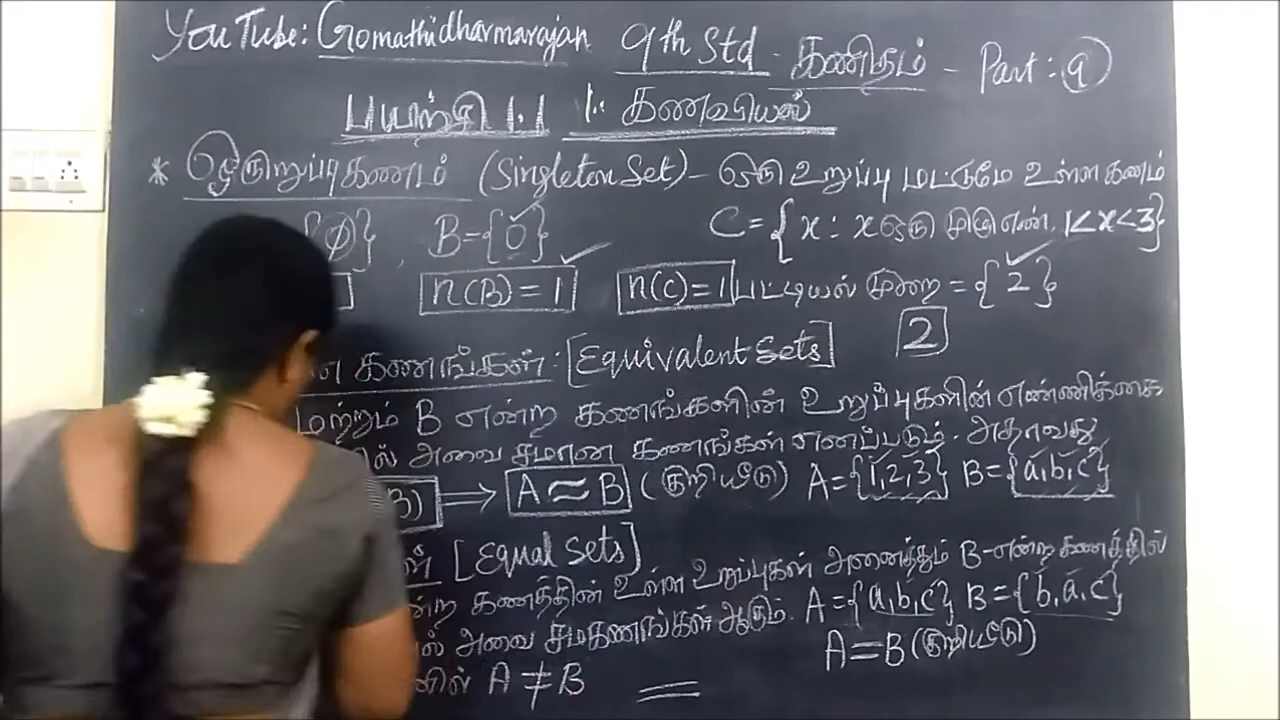 YouTube: Gomathidharmarajan 9th Std - கணிதம் - Part: 9
பயிற்சி 1.1 1. கணவியல்
* ஓருறுப்பு கணம் (Singleton Set) - ஒரு உறுப்பு மட்டுமே உள்ள கணம்
{φ}, B={0} C={x : x ஒரு முழு எண், 1<x<3}
n(B)=1 n(C)=1 பட்டியல் முறை = {2}
2
ன கணங்கள்: [Equivalent Sets]
மற்றும் B என்ற கணங்களின் உறுப்புகளின் எண்ணிக்கை
ல் அவை சமான கணங்கள் எனப்படும். அதாவது
B) → A ≈ B (குறியீடு) A={1,2,3} B={a,b,c}
ள் [Equal Sets]
ன்ற கணத்தின் உள்ள உறுப்புகள் அனைத்தும் B-என்ற கணத்தில்
ல் அவை சமகணங்கள் ஆகும். A={a,b,c} B={b,a,c}
A=B (குறியீடு)
னில் A ≠ B